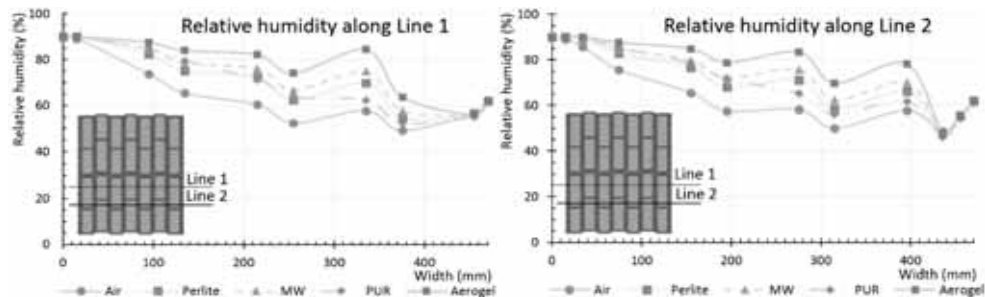 Relative humidity along Line 1
Relative humidity (%)
100
80
60
40
20
0
Line 1
Line 2
0 100 200 300 400
Width (mm)
Air Perlite MW PUR Aerogel
Relative humidity along Line 2
Relative humidity (%)
100
80
60
40
20
0
Line 1
Line 2
0 100 200 300 400
Width (mm)
Air Perlite MW PUR Aerogel